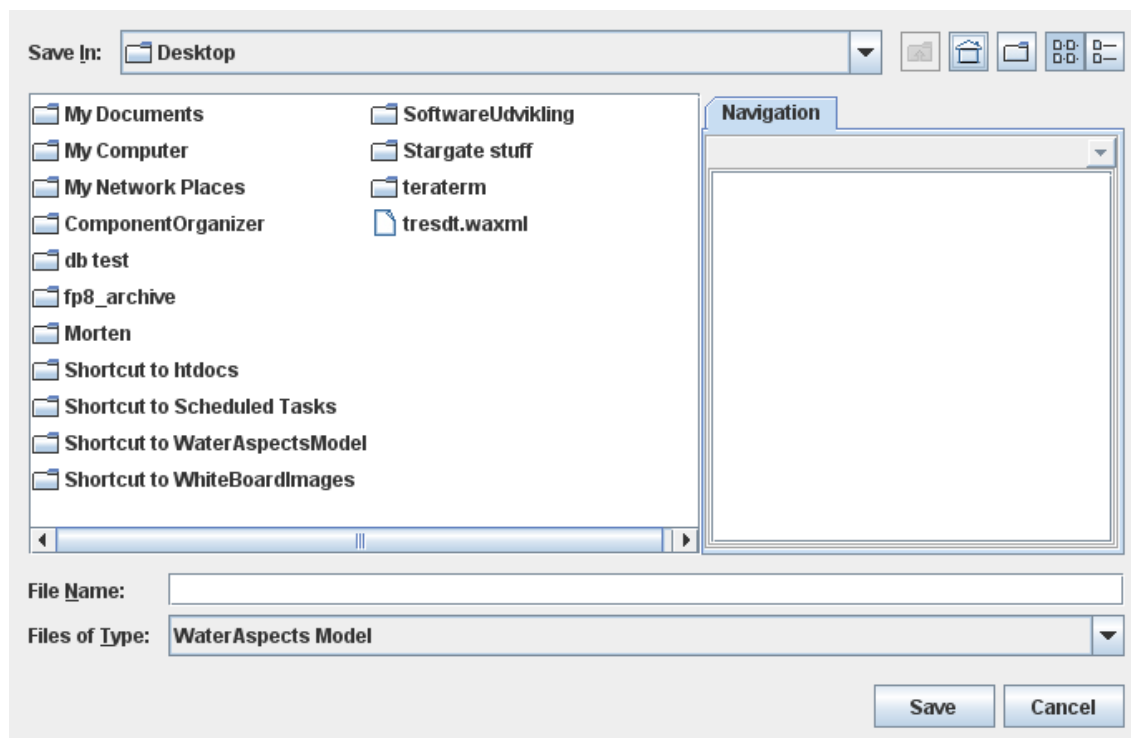 Save In: Desktop
My Documents
My Computer
My Network Places
ComponentOrganizer
db test
fp8_archive
Morten
Shortcut to htdocs
Shortcut to Scheduled Tasks
Shortcut to WaterAspectsModel
Shortcut to WhiteBoardImages
SoftwareUdvikling
Stargate stuff
teraterm
tresdt.waxml
Navigation
File Name:
Files of Type: WaterAspects Model
Save Cancel